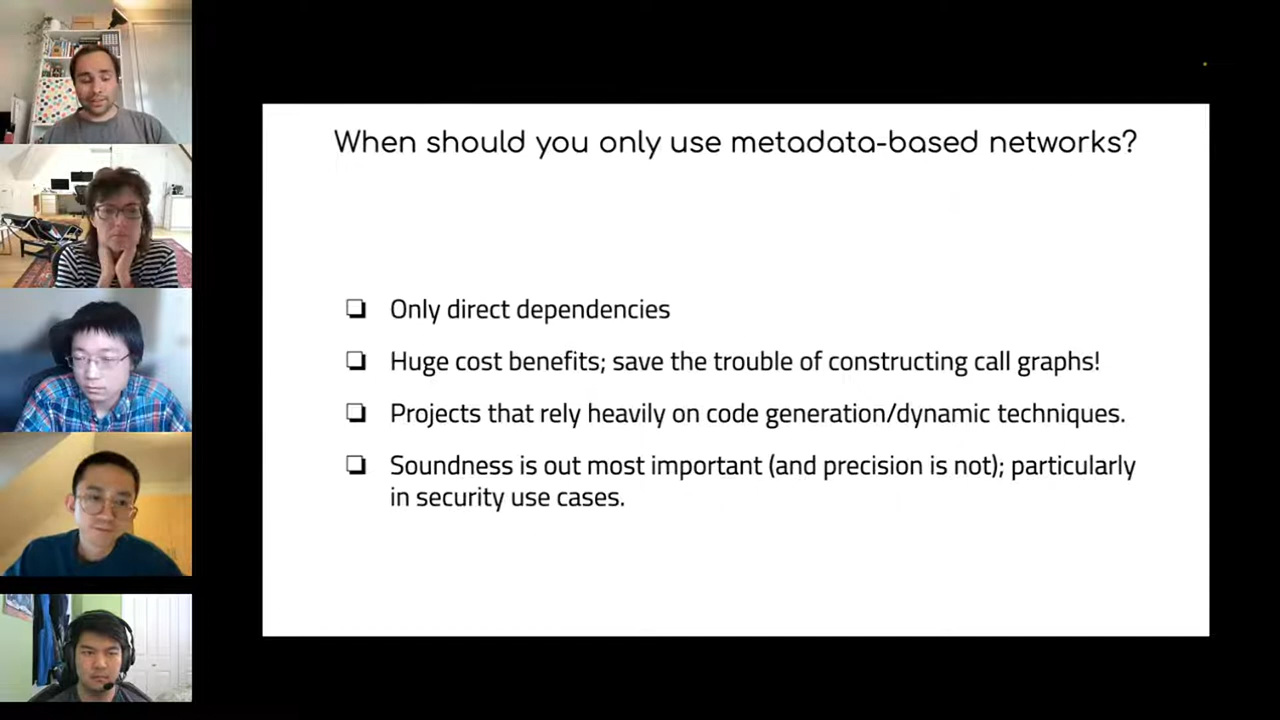 When should you only use metadata-based networks?
❏ Only direct dependencies
❏ Huge cost benefits; save the trouble of constructing call graphs!
❏ Projects that rely heavily on code generation/dynamic techniques.
❏ Soundness is out most important (and precision is not); particularly
in security use cases.